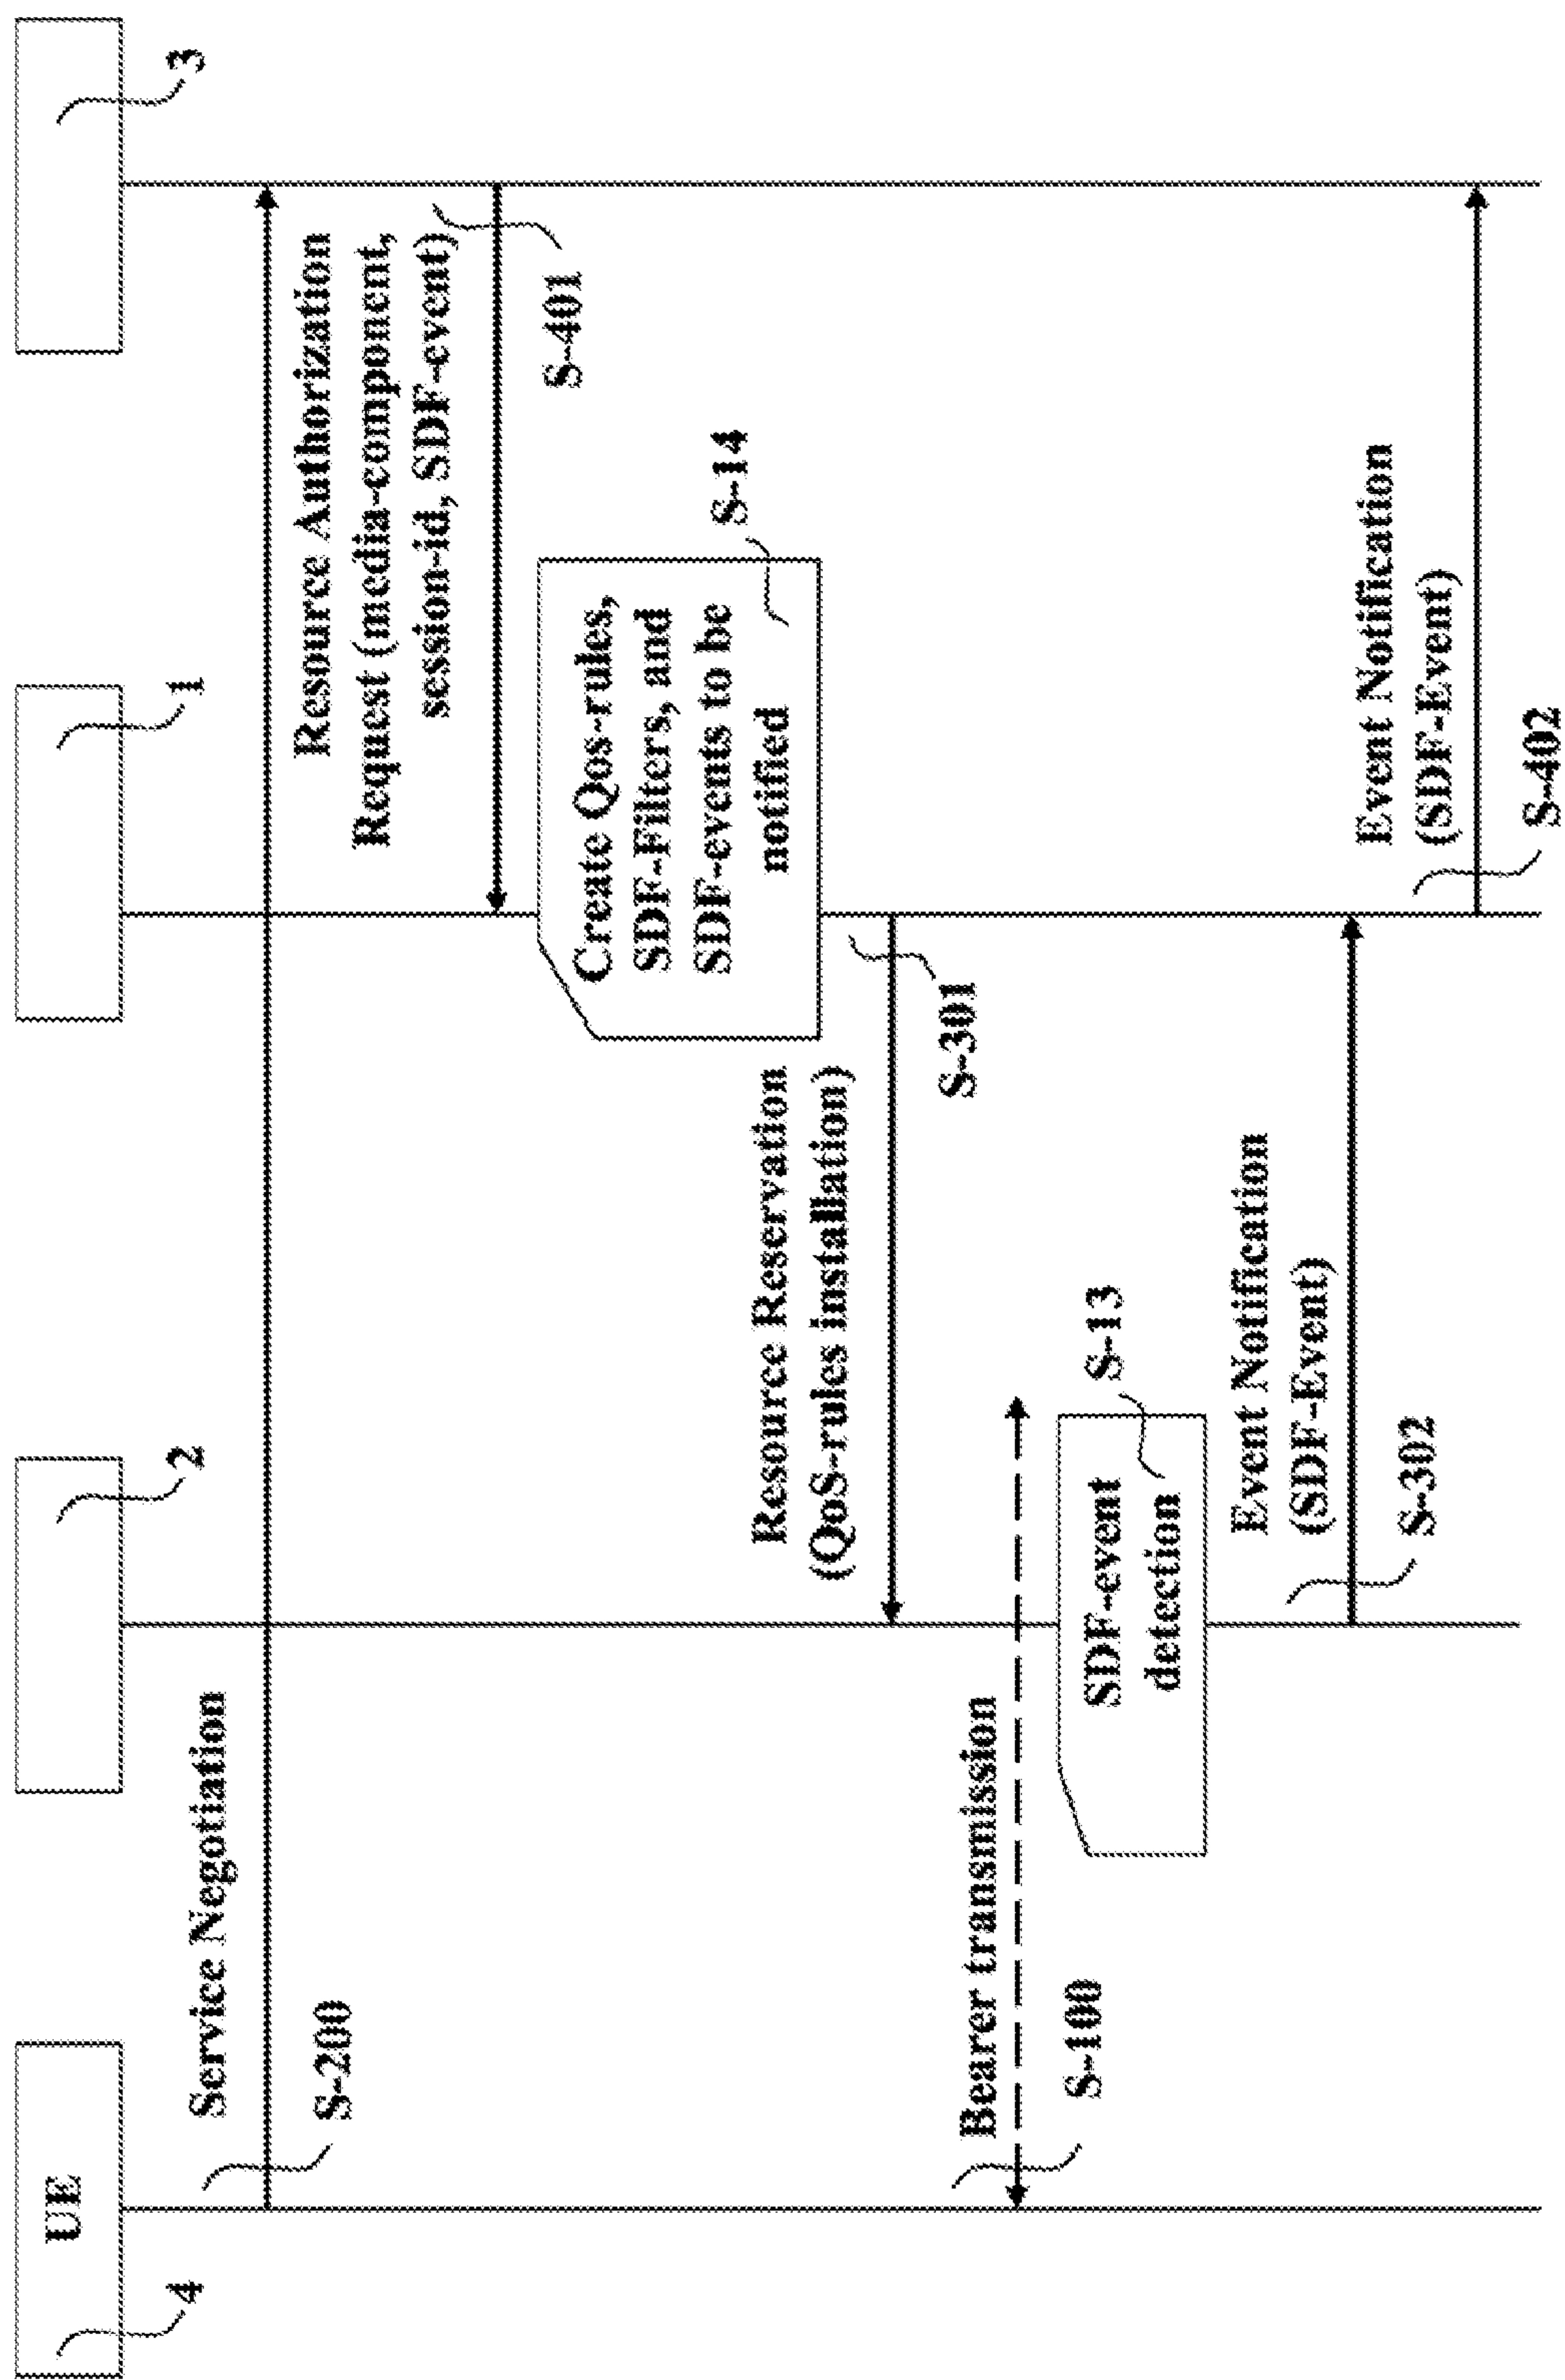 UE
4
2
1
3
Service Negotiation
S-200
Resource Authorization
Request (media-component,
session-id, SDF-event)
S-401
Create Qos-rules,
SDF-Filters, and
SDF-events to be
notified
S-14
Resource Reservation
(QoS-rules installation)
S-301
Bearer transmission
S-100
SDF-event
detection
S-13
Event Notification
(SDF-Event)
S-302
Event Notification
(SDF-Event)
S-402